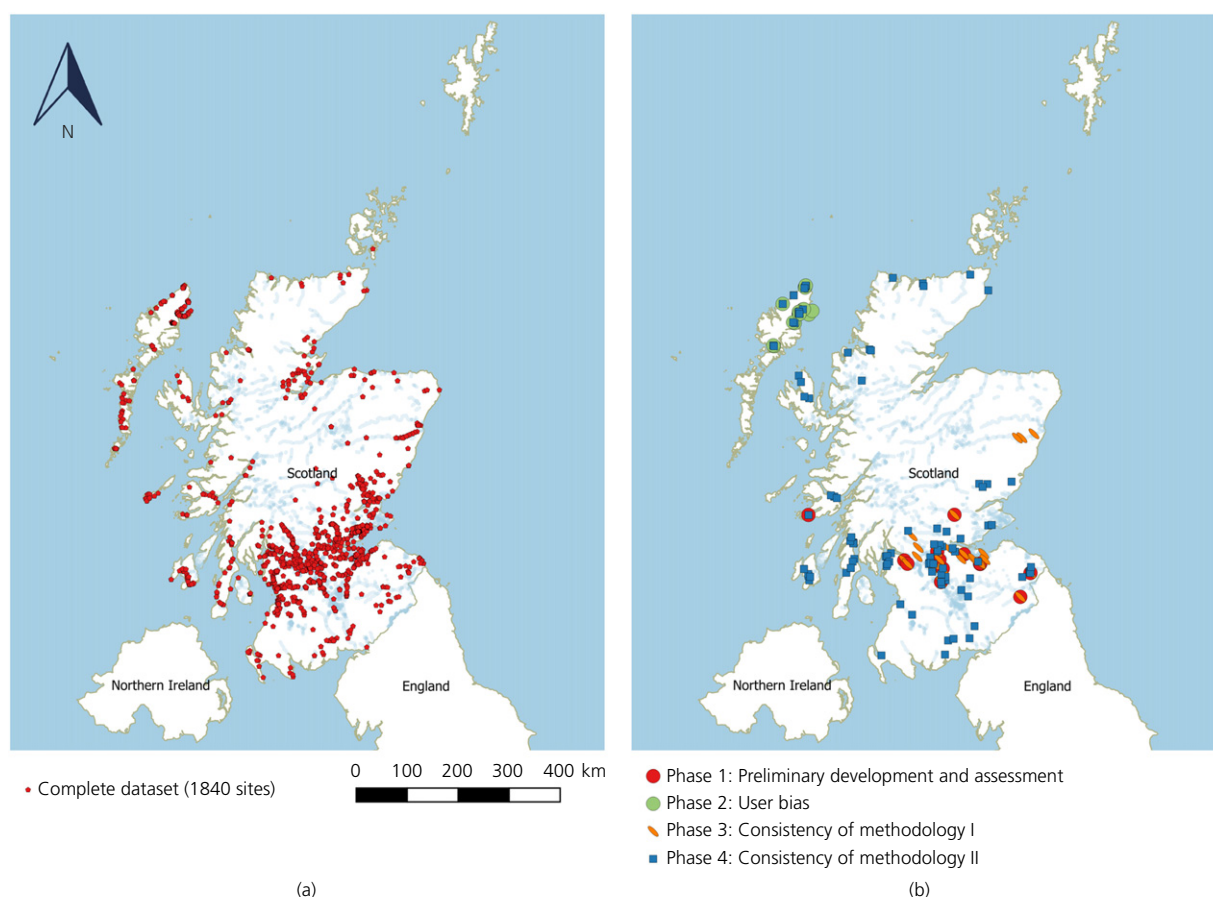 N
Scotland
Northern Ireland
England
Complete dataset (1840 sites)
0 100 200 300 400 km
(a)
Scotland
Northern Ireland
England
Phase 1: Preliminary development and assessment
Phase 2: User bias
Phase 3: Consistency of methodology I
Phase 4: Consistency of methodology II
(b)